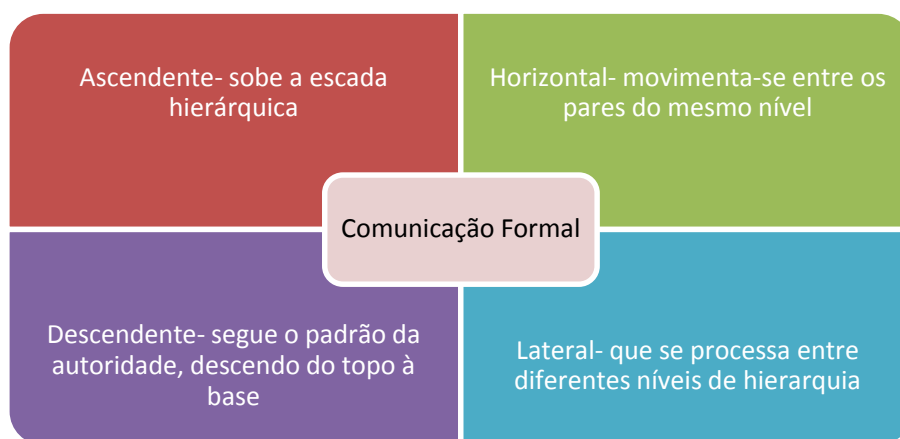 Ascendente- sobe a escada
hierárquica
Horizontal- movimenta-se entre os
pares do mesmo nível
Comunicação Formal
Descendente- segue o padrão da
autoridade, descendo do topo à
base
Lateral- que se processa entre
diferentes níveis de hierarquia